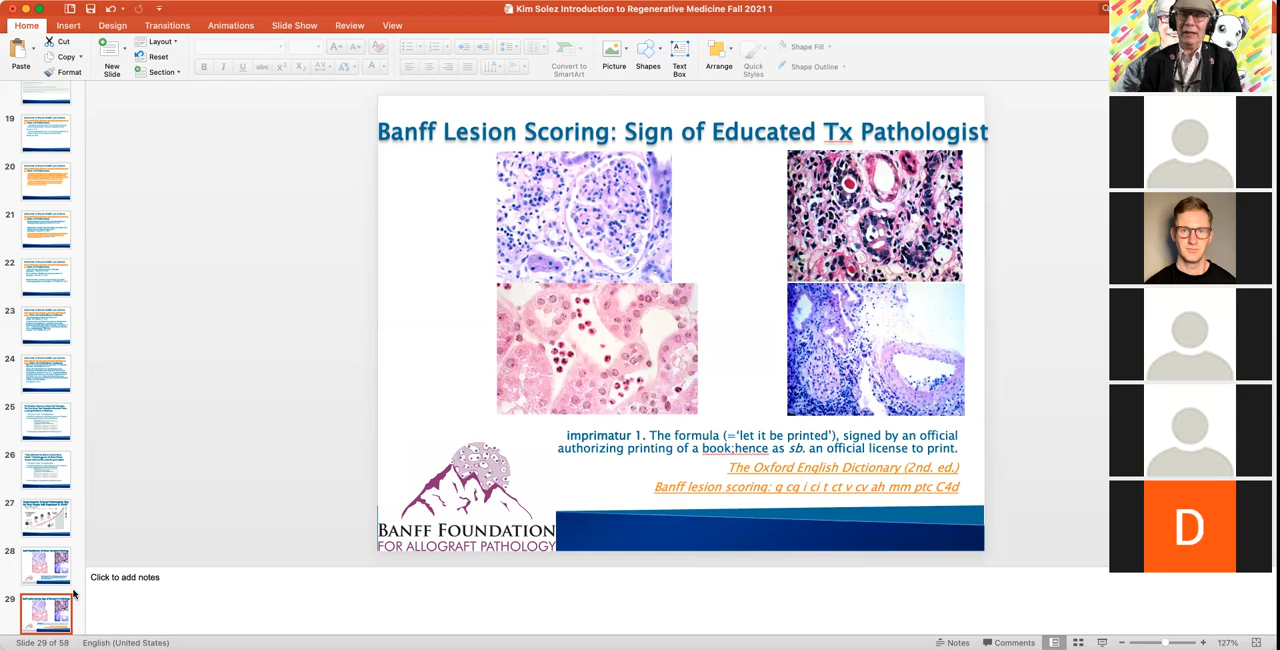 Kim Solez Introduction to Regenerative Medicine Fall 2021 1
Home Insert Design Transitions Animations Slide Show Review View
Paste
Cut
Copy
Format
New
Slide
Layout
Reset
Section
Convert to
SmartArt
Picture
Shapes
Text
Box
Arrange
Quick
Styles
Shape Fill
Shape Outline
19
20
21
22
23
24
25
26
27
28
29
Banff Lesion Scoring: Sign of Educated Tx Pathologist
imprimatur 1. The formula (=‘let it be printed’), signed by an official
authorizing printing of a book;hence as sb. an official license to print.
The Oxford English Dictionary (2nd. ed.)
Banff lesion scoring: g cg i ci t ct v cv ah mm ptc C4d
BANFF FOUNDATION
FOR ALLOGRAFT PATHOLOGY
Click to add notes
D
Slide 29 of 58 English (United States)
Notes Comments 127%